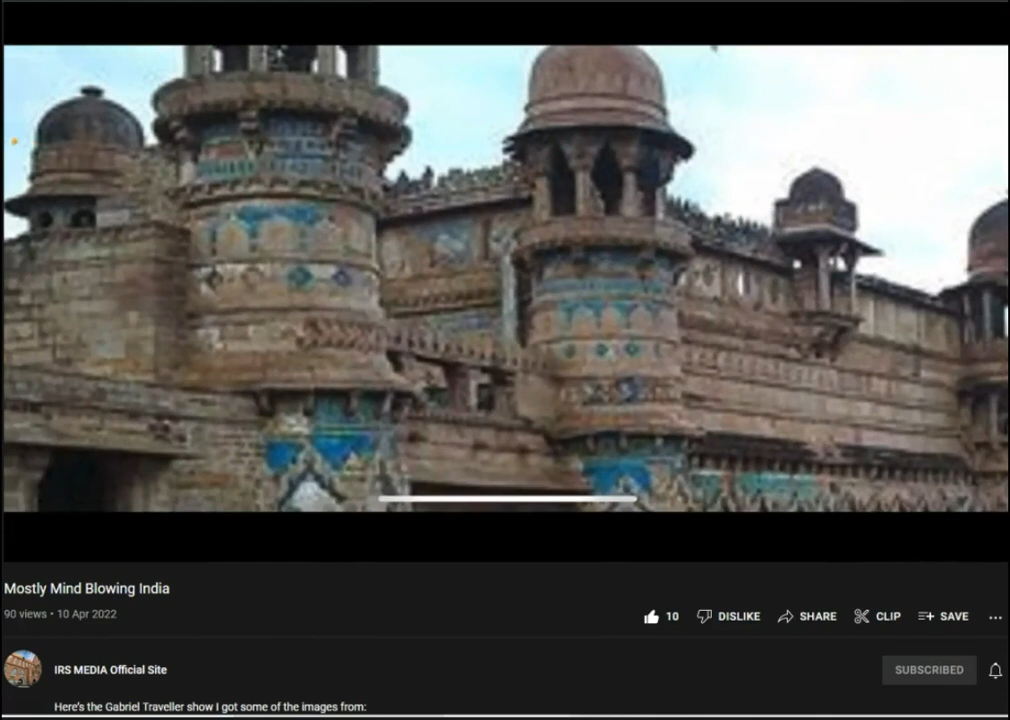 Mostly Mind Blowing India
90 views • 10 Apr 2022
10 DISLIKE SHARE CLIP SAVE ...
IRS MEDIA Official Site
SUBSCRIBED
Here's the Gabriel Traveller show I got some of the images from: